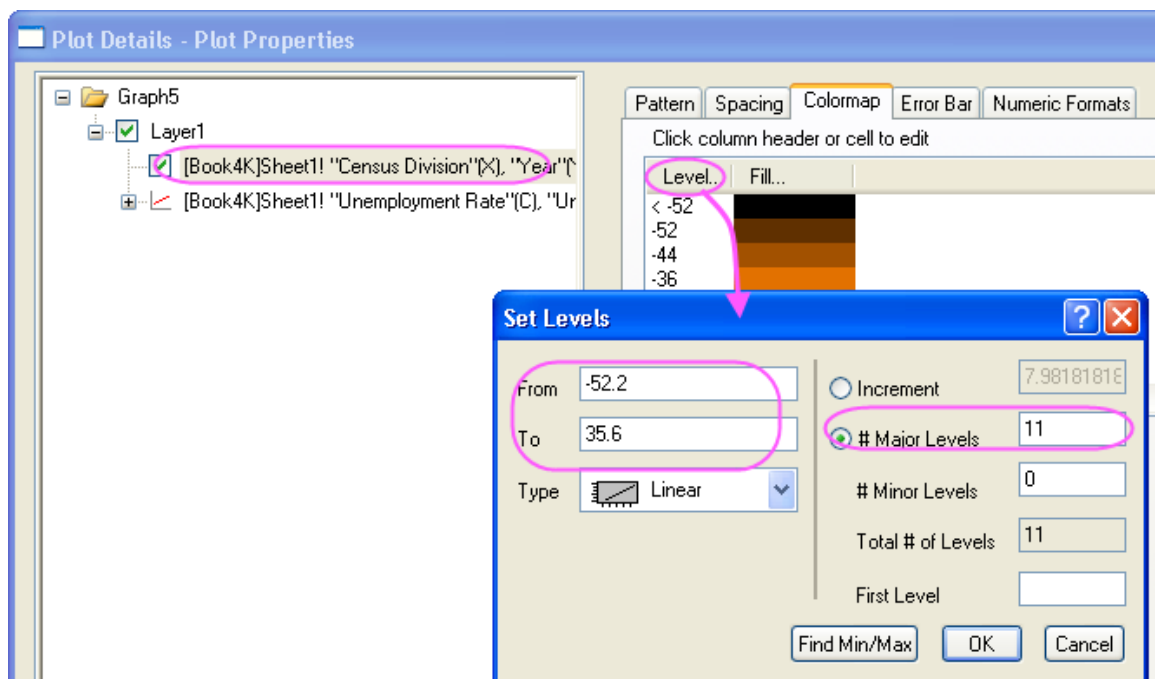 Plot Details - Plot Properties
Graph5
Layer1
[Book4K]Sheet1! "Census Division"(X), "Year"(Y
[Book4K]Sheet1! "Unemployment Rate"(C), "Ur
Pattern Spacing Colormap Error Bar Numeric Formats
Click column header or cell to edit
Level.. Fill...
< -52
-52
-44
-36
Set Levels
From -52.2
To 35.6
Type Linear
Increment 7.98181818
# Major Levels 11
# Minor Levels 0
Total # of Levels 11
First Level
Find Min/Max OK Cancel